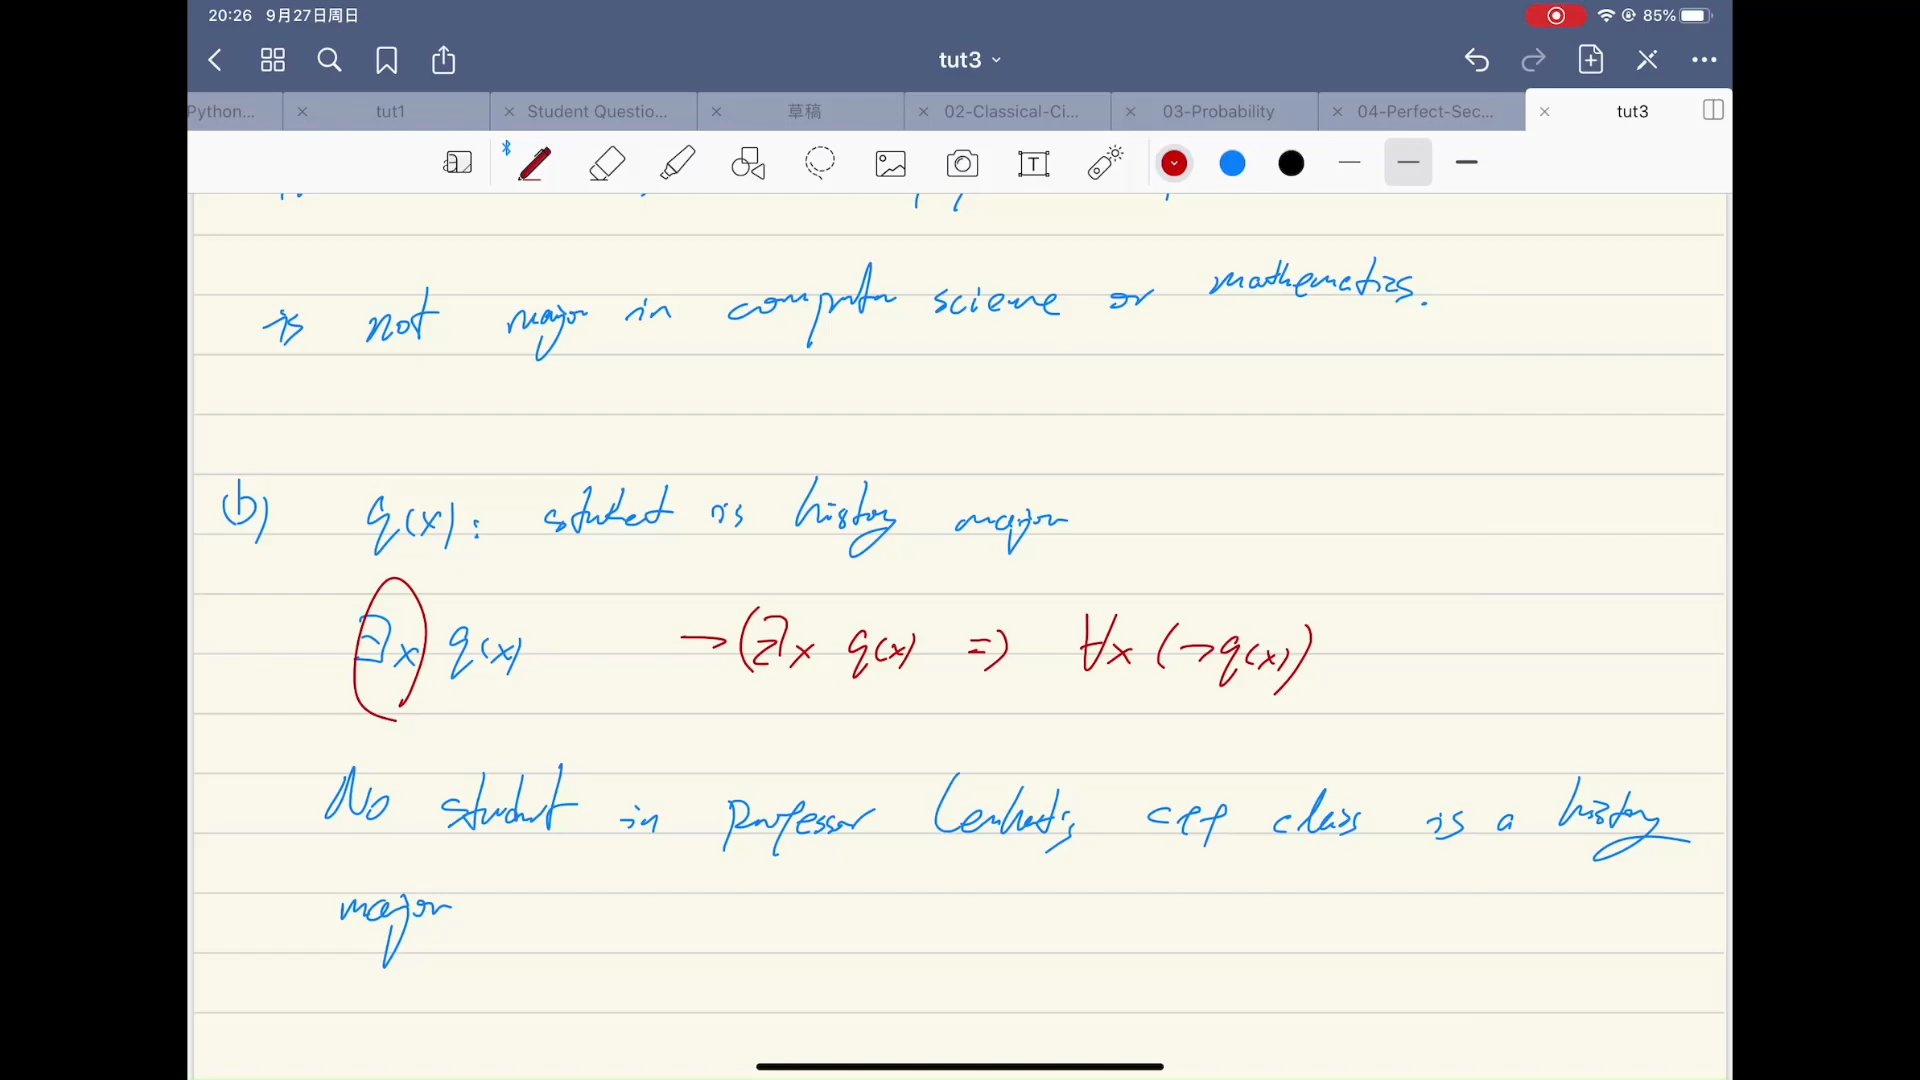 20:26 9月27日周日 85%
tut3
Python... tut1 Student Questio... 草稿 02-Classical-Ci... 03-Probability 04-Perfect-Sec... tut3
is not major in computer science or mathematics.
(b) q(x): student is history major
∃x q(x) ¬(∃x q(x) => ∀x (¬q(x))
No student in professor c++ class is a history
major